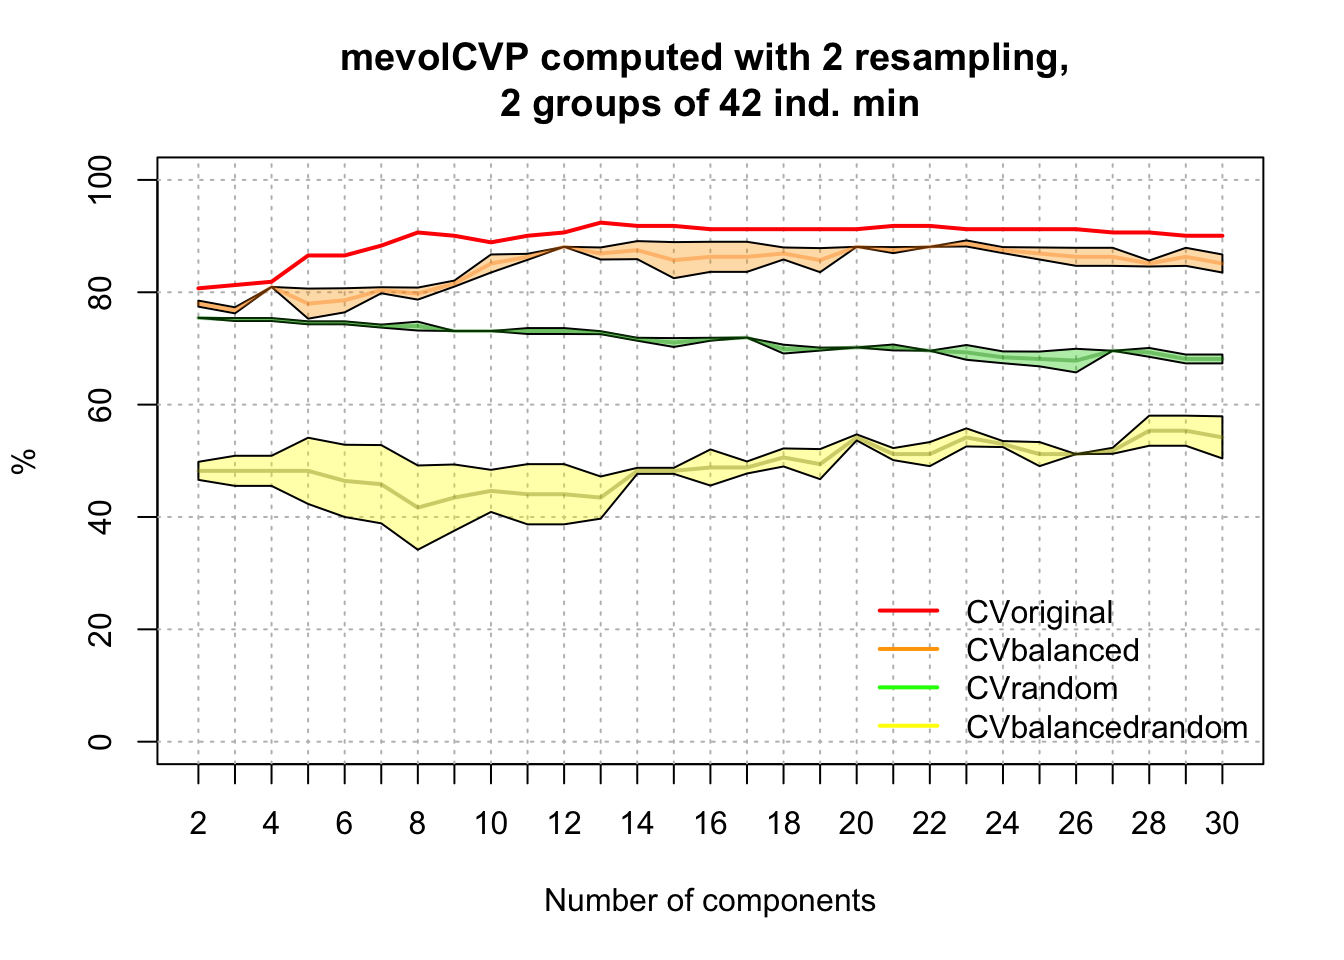 mevolCVP computed with 2 resampling,
2 groups of 42 ind. min
%
100
80
60
40
20
0
CVoriginal
CVbalanced
CVrandom
CVbalancedrandom
2 4 6 8 10 12 14 16 18 20 22 24 26 28 30
Number of components